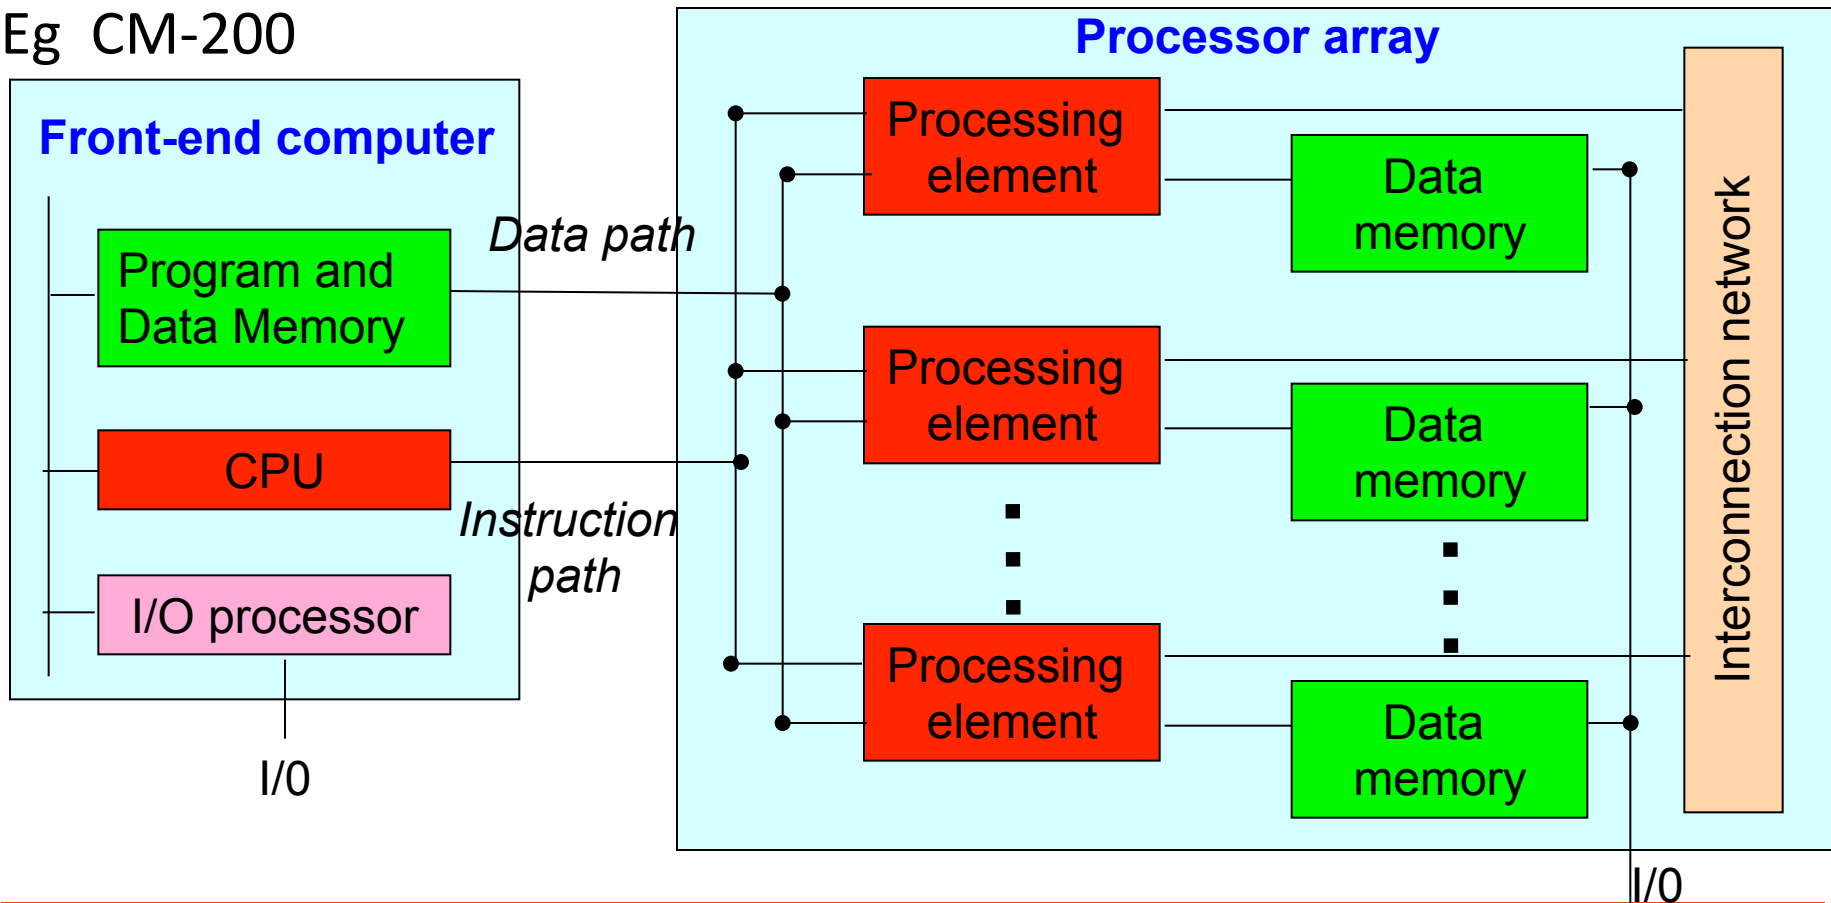 Eg CM-200
Processor array
Front-end computer
Program and
Data Memory
CPU
I/O processor
I/0
Data path
Instruction
path
Processing
element
Data
memory
Processing
element
Data
memory
Processing
element
Data
memory
Interconnection network
I/0